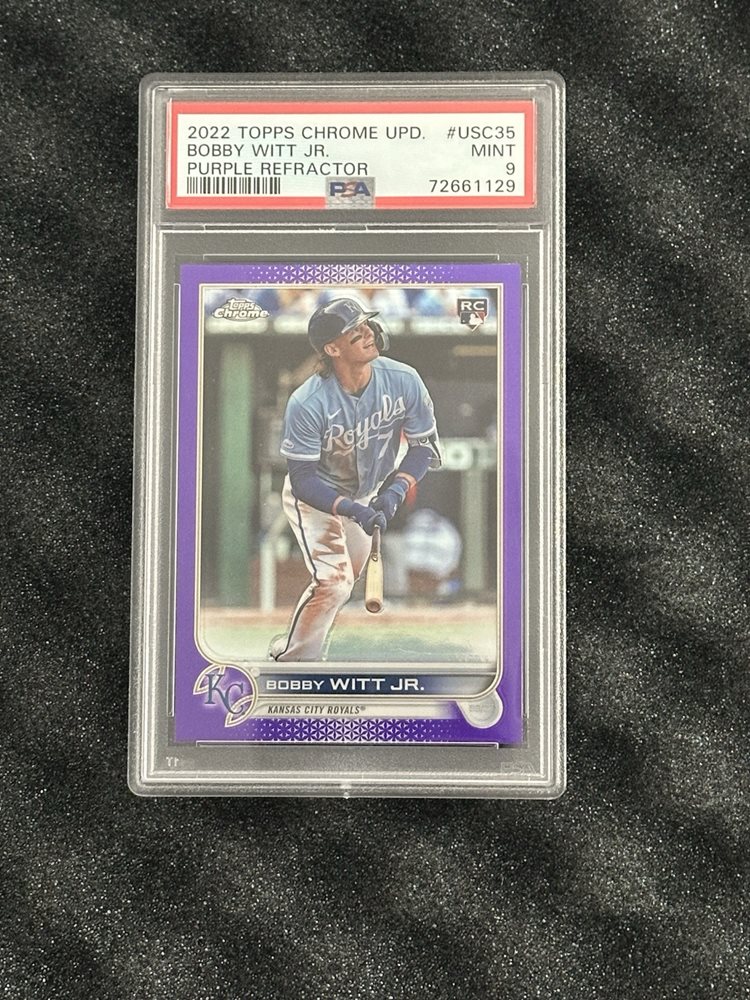 2022 TOPPS CHROME UPD. #USC35
BOBBY WITT JR. MINT
PURPLE REFRACTOR 9
PSA 72661129
TOPPS Chrome
RC
Royals
7
KC
BOBBY WITT JR.
KANSAS CITY ROYALS®
PSA